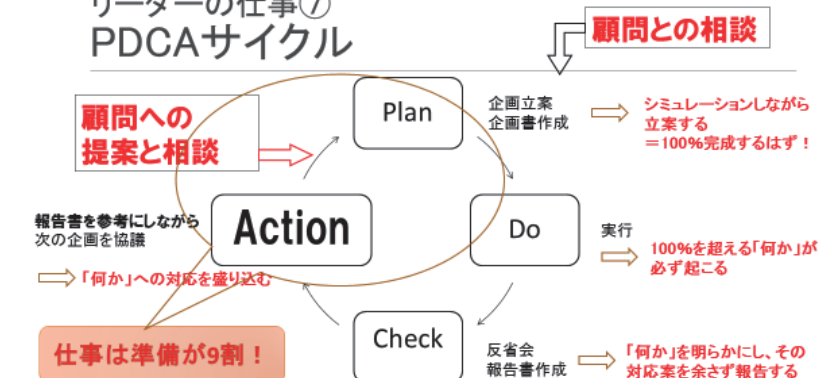 リーダーの仕事⑦
PDCAサイクル
顧問との相談
顧問への
提案と相談
Plan
企画立案
企画書作成
シミュレーションしながら
立案する
＝100%完成するはず！
報告書を参考にしながら
次の企画を協議
Action
Do
実行
100%を超える「何か」が
必ず起こる
「何か」への対応を盛り込む
仕事は準備が9割！
Check
反省会
報告書作成
「何か」を明らかにし、その
対応案を余さず報告する